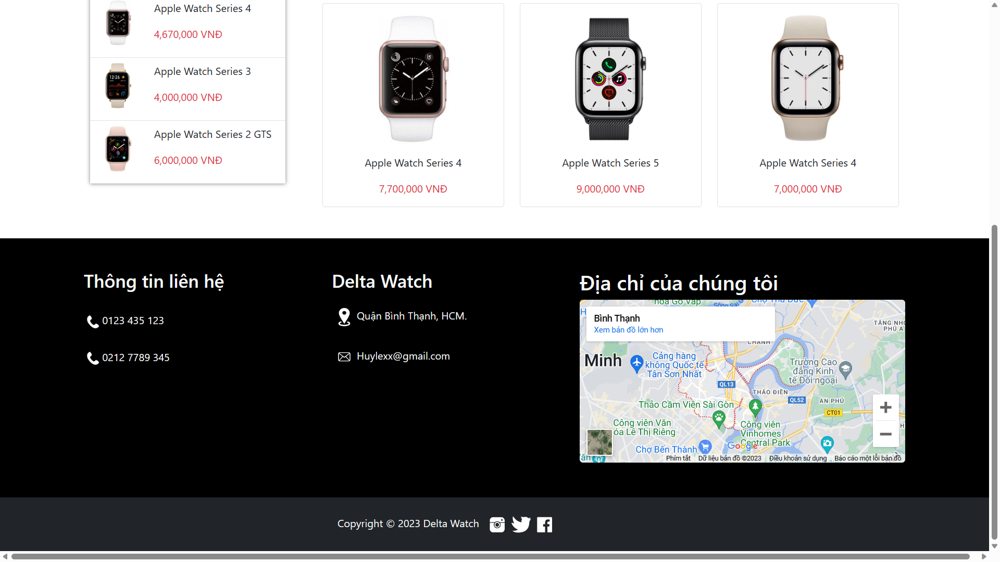 Apple Watch Series 4
4,670,000 VNĐ
Apple Watch Series 3
4,000,000 VNĐ
Apple Watch Series 2 GTS
6,000,000 VNĐ
Apple Watch Series 4
7,700,000 VNĐ
Apple Watch Series 5
9,000,000 VNĐ
Apple Watch Series 4
7,000,000 VNĐ
Thông tin liên hệ
0123 435 123
0212 7789 345
Delta Watch
Quận Bình Thạnh, HCM.
Huylexx@gmail.com
Địa chỉ của chúng tôi
Bình Thạnh
Xem bản đồ lớn hơn
Minh
Cảng hàng
không Quốc tế
Tân Sơn Nhất
QL13
Trường Cao
đẳng Kinh
tế Đối ngoại
THẢO ĐIỀN
QL52
AN PHÚ
CT01
Thảo Cầm Viên Sài Gòn
Công viên Văn
óa Lê Thị Riêng
Công viên
Vinhomes
Central Park
Chợ Bến Thành
Google
Phím tắt
Dữ liệu bản đồ ©2023
Điều khoản sử dụng
Báo cáo một lỗi bản đồ
Copyright © 2023 Delta Watch